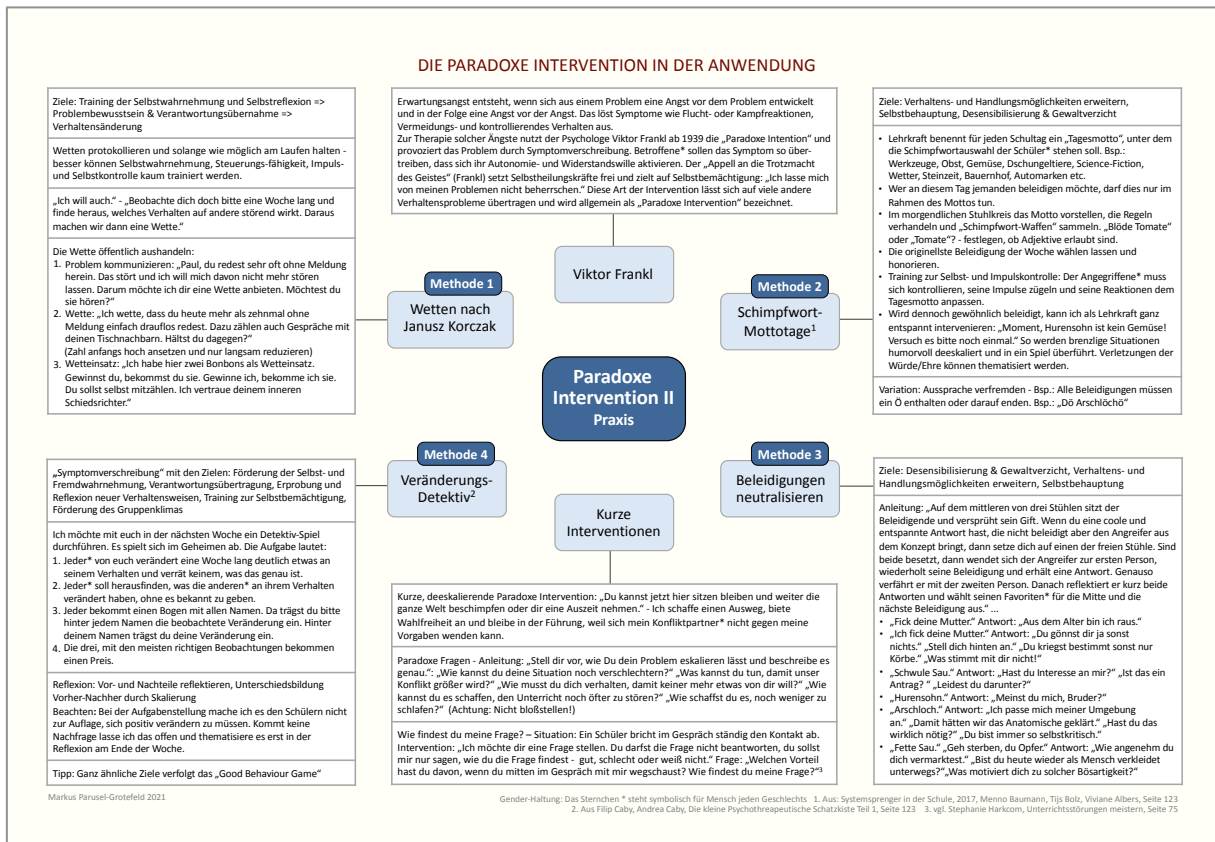 DIE PARADOXE INTERVENTION IN DER ANWENDUNG
Ziele: Training der Selbstwahrnehmung und Selbstreflexion =>
Problembewusstsein & Verantwortungsübernahme =>
Verhaltensänderung
Wetten protokollieren und solange wie möglich am Laufen halten -
besser können Selbstwahrnehmung, Steuerungs-fähigkeit, Impuls-
und Selbstkontrolle kaum trainiert werden.
„Ich will auch.“ - „Beobachte dich doch bitte eine Woche lang und
finde heraus, welches Verhalten auf andere störend wirkt. Daraus
machen wir dann eine Wette.“
Die Wette öffentlich aushandeln:
1. Problem kommunizieren: „Paul, du redest sehr oft ohne Meldung
herein. Das stört und ich will mich davon nicht mehr stören
lassen. Darum möchte ich dir eine Wette anbieten. Möchtest du
sie hören?“
2. Wette: „Ich wette, dass du heute mehr als zehnmal ohne
Meldung einfach drauflos redest. Dazu zählen auch Gespräche mit
deinen Tischnachbarn. Hältst du dagegen?“
(Zahl anfangs hoch ansetzen und nur langsam reduzieren)
3. Wetteinsatz: „Ich habe hier zwei Bonbons als Wetteinsatz.
Gewinnst du, bekommst du sie. Gewinne ich, bekomme ich sie.
Du sollst selbst mitzählen. Ich vertraue deinem inneren
Schiedsrichter.“
Erwartungsangst entsteht, wenn sich aus einem Problem eine Angst vor dem Problem entwickelt
und in der Folge eine Angst vor der Angst. Das löst Symptome wie Flucht- oder Kampfreaktionen,
Vermeidungs- und kontrollierendes Verhalten aus.
Zur Therapie solcher Ängste nutzt der Psychologe Viktor Frankl ab 1939 die „Paradoxe Intention“ und
provoziert das Problem durch Symptomverschreibung. Betroffene* sollen das Symptom so über-
treiben, dass sich ihr Autonomie- und Widerstandswille aktivieren. Der „Appell an die Trotzmacht
des Geistes“ (Frankl) setzt Selbstheilungskräfte frei und zielt auf Selbstbemächtigung: „Ich lasse mich
von meinen Problemen nicht beherrschen.“ Diese Art der Intervention lässt sich auf viele andere
Verhaltensprobleme übertragen und wird allgemein als „Paradoxe Intervention“ bezeichnet.
Ziele: Verhaltens- und Handlungsmöglichkeiten erweitern,
Selbstbehauptung, Desensibilisierung & Gewaltverzicht
• Lehrkraft benennt für jeden Schultag ein „Tagesmotto“, unter dem
die Schimpfwortauswahl der Schüler* stehen soll. Bsp.:
Werkzeuge, Obst, Gemüse, Dschungeltiere, Science-Fiction,
Wetter, Steinzeit, Bauernhof, Automarken etc.
• Wer an diesem Tag jemanden beleidigen möchte, darf dies nur im
Rahmen des Mottos tun.
• Im morgendlichen Stuhlkreis das Motto vorstellen, die Regeln
verhandeln und „Schimpfwort-Waffen“ sammeln. „Blöde Tomate“
oder „Tomate“? - festlegen, ob Adjektive erlaubt sind.
• Die originellste Beleidigung der Woche wählen lassen und
honorieren.
• Training zur Selbst- und Impulskontrolle: Der Angegriffene* muss
sich kontrollieren, seine Impulse zügeln und seine Reaktionen dem
Tagesmotto anpassen.
• Wird dennoch gewöhnlich beleidigt, kann ich als Lehrkraft ganz
entspannt intervenieren: „Moment, Hurensohn ist kein Gemüse!
Versuch es bitte noch einmal.“ So werden brenzlige Situationen
humorvoll deeskaliert und in ein Spiel überführt. Verletzungen der
Würde/Ehre können thematisiert werden.
Variation: Aussprache verfremden - Bsp.: Alle Beleidigungen müssen
ein Ö enthalten oder darauf enden. Bsp.: „Dö Arschlöchö“
Viktor Frankl
Methode 1
Wetten nach
Janusz Korczak
Methode 2
Schimpfwort-
Mottotage¹
Paradoxe
Intervention II
Praxis
Methode 4
Veränderungs-
Detektiv²
Methode 3
Beleidigungen
neutralisieren
Kurze
Interventionen
„Symptomverschreibung“ mit den Zielen: Förderung der Selbst- und
Fremdwahrnehmung, Verantwortungsübertragung, Erprobung und
Reflexion neuer Verhaltensweisen, Training zur Selbstbemächtigung,
Förderung des Gruppenklimas
Ich möchte mit euch in der nächsten Woche ein Detektiv-Spiel
durchführen. Es spielt sich im Geheimen ab. Die Aufgabe lautet:
1. Jeder* von euch verändert eine Woche lang deutlich etwas an
seinem Verhalten und verrät keinem, was das genau ist.
2. Jeder* soll herausfinden, was die anderen* an ihrem Verhalten
verändert haben, ohne es bekannt zu geben.
3. Jeder bekommt einen Bogen mit allen Namen. Da trägst du bitte
hinter jedem Namen die beobachtete Veränderung ein. Hinter
deinem Namen trägst du deine Veränderung ein.
4. Die drei, mit den meisten richtigen Beobachtungen bekommen
einen Preis.
Reflexion: Vor- und Nachteile reflektieren, Unterschiedsbildung
Vorher-Nachher durch Skalierung
Beachten: Bei der Aufgabenstellung mache ich es den Schülern nicht
zur Auflage, sich positiv verändern zu müssen. Kommt keine
Nachfrage lasse ich das offen und thematisiere es erst in der
Reflexion am Ende der Woche.
Tipp: Ganz ähnliche Ziele verfolgt das „Good Behaviour Game“
Kurze, deeskalierende Paradoxe Intervention: „Du kannst jetzt hier sitzen bleiben und weiter die
ganze Welt beschimpfen oder dir eine Auszeit nehmen.“ - Ich schaffe einen Ausweg, biete
Wahlfreiheit an und bleibe in der Führung, weil sich mein Konfliktpartner* nicht gegen meine
Vorgaben wenden kann.
Paradoxe Fragen - Anleitung: „Stell dir vor, wie Du dein Problem eskalieren lässt und beschreibe es
genau.“: „Wie kannst du deine Situation noch verschlechtern?“ „Was kannst du tun, damit unser
Konflikt größer wird?“ „Wie musst du dich verhalten, damit keiner mehr etwas von dir will?“ „Wie
kannst du es schaffen, den Unterricht noch öfter zu stören?“ „Wie schaffst du es, noch weniger zu
schlafen?“ (Achtung: Nicht bloßstellen!)
Wie findest du meine Frage? – Situation: Ein Schüler bricht im Gespräch ständig den Kontakt ab.
Intervention: „Ich möchte dir eine Frage stellen. Du darfst die Frage nicht beantworten, du sollst
mir nur sagen, wie du die Frage findest - gut, schlecht oder weiß nicht.“ Frage: „Welchen Vorteil
hast du davon, wenn du mitten im Gespräch mit mir wegschaust? Wie findest du meine Frage?“³
Ziele: Desensibilisierung & Gewaltverzicht, Verhaltens- und
Handlungsmöglichkeiten erweitern, Selbstbehauptung
Anleitung: „Auf dem mittleren von drei Stühlen sitzt der
Beleidigende und versprüht sein Gift. Wenn du eine coole und
entspannte Antwort hast, die nicht beleidigt aber den Angreifer aus
dem Konzept bringt, dann setze dich auf einen der freien Stühle. Sind
beide besetzt, dann wendet sich der Angreifer zur ersten Person,
wiederholt seine Beleidigung und erhält eine Antwort. Genauso
verfährt er mit der zweiten Person. Danach reflektiert er kurz beide
Antworten und wählt seinen Favoriten* für die Mitte und die
nächste Beleidigung aus.“ ...
• „Fick deine Mutter.“ Antwort: „Aus dem Alter bin ich raus.“
• „Ich fick deine Mutter.“ Antwort: „Du gönnst dir ja sonst
nichts.“ „Stell dich hinten an.“ „Du kriegst bestimmt sonst nur
Körbe.“ „Was stimmt mit dir nicht!“
• „Schwule Sau.“ Antwort: „Hast du Interesse an mir?“ „Ist das ein
Antrag?“ „Leidest du darunter?“
• „Hurensohn.“ Antwort: „Meinst du mich, Bruder?“
• „Arschloch.“ Antwort: „Ich passe mich meiner Umgebung
an.“ „Damit hätten wir das Anatomische geklärt.“ „Hast du das
wirklich nötig?“ „Du bist immer so selbstkritisch.“
• „Fette Sau.“ „Geh sterben, du Opfer.“ Antwort: „Wie angenehm du
dich vermarktest.“ „Bist du heute wieder als Mensch verkleidet
unterwegs?“ „Was motiviert dich zu solcher Bösartigkeit?“
Markus Parusel-Grotefeld 2021
Gender-Haltung: Das Sternchen * steht symbolisch für Mensch jeden Geschlechts 1. Aus: Systemsprenger in der Schule, 2017, Menno Baumann, Tijs Bolz, Viviane Albers, Seite 123
2. Aus Filip Caby, Andrea Caby, Die kleine Psychothreapeutische Schatzkiste Teil 1, Seite 123 3. vgl. Stephanie Harkcom, Unterrichtsstörungen meistern, Seite 75